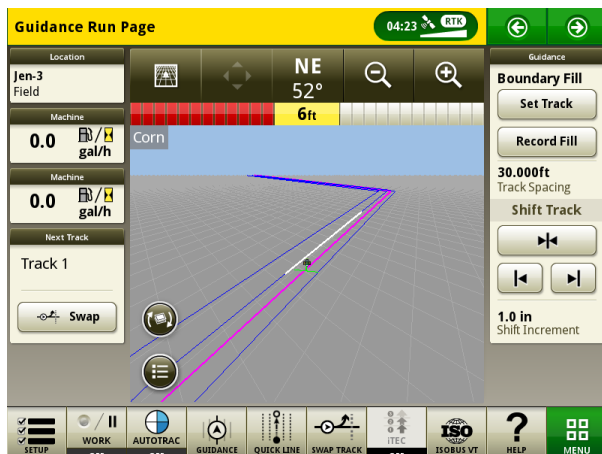 Guidance Run Page
04:23
RTK
Location
Jen-3
Field
Machine
0.0
gal/h
Machine
0.0
gal/h
Next Track
Track 1
Swap
NE
52°
6ft
Corn
Guidance
Boundary Fill
Set Track
Record Fill
30.000ft
Track Spacing
Shift Track
1.0 in
Shift Increment
SETUP
WORK
AUTOTRAC
GUIDANCE
QUICK LINE
SWAP TRACK
iTEC
ISO
ISOBUS VT
?
HELP
MENU